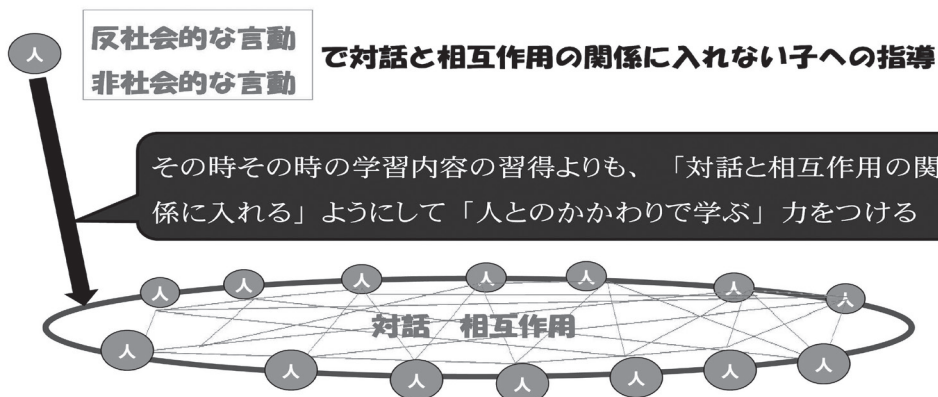 人
反社会的な言動
非社会的な言動
で対話と相互作用の関係に入れない子への指導
その時その時の学習内容の習得よりも、「対話と相互作用の関
係に入れる」ようにして「人とのかかわりで学ぶ」力をつける
人 人 人 人 人 人 人
対話 相互作用
人 人 人 人 人 人 人